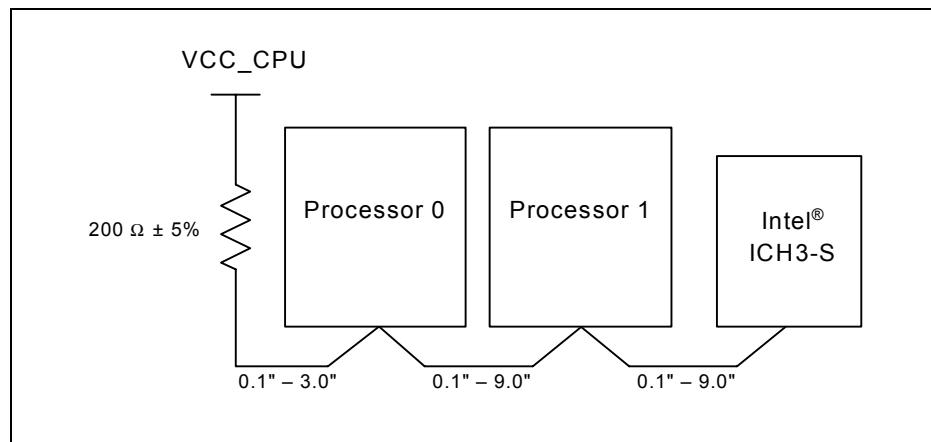 VCC_CPU
200 Ω ± 5%
Processor 0
Processor 1
Intel®
ICH3-S
0.1" – 3.0"
0.1" – 9.0"
0.1" – 9.0"